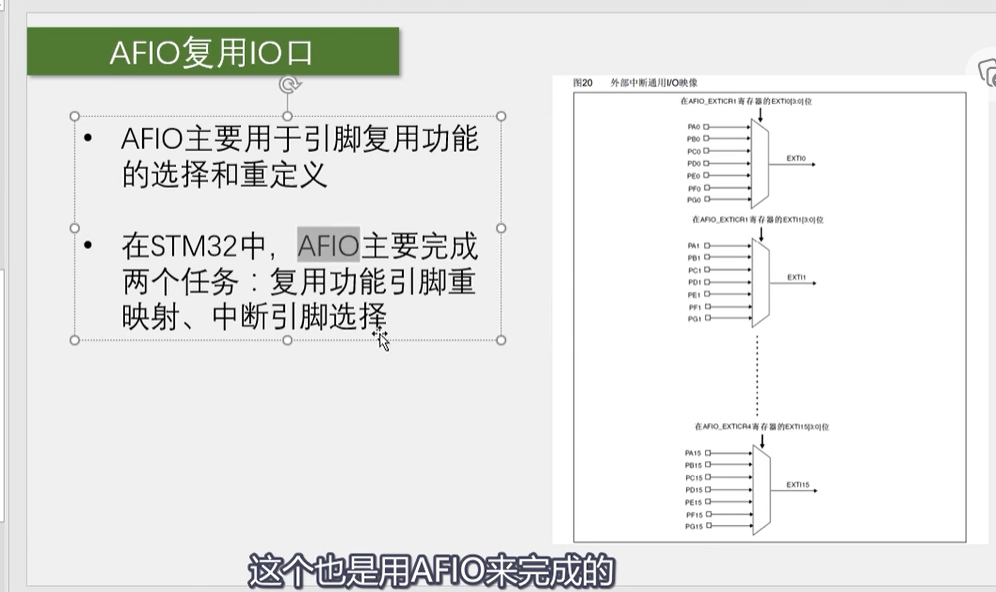 AFIO复用IO口
• AFIO主要用于引脚复用功能
的选择和重定义
• 在STM32中，AFIO主要完成
两个任务：复用功能引脚重
映射、中断引脚选择
图20 外部中断通用I/O映像
在AFIO_EXTICR1寄存器的EXTI0[3:0]位
PA0
PB0
PC0
PD0
PE0
PF0
PG0
EXTI0
在AFIO_EXTICR1寄存器的EXTI1[3:0]位
PA1
PB1
PC1
PD1
PE1
PF1
PG1
EXTI1
在AFIO_EXTICR4寄存器的EXTI15[3:0]位
PA15
PB15
PC15
PD15
PE15
PF15
PG15
EXTI15
这个也是用AFIO来完成的